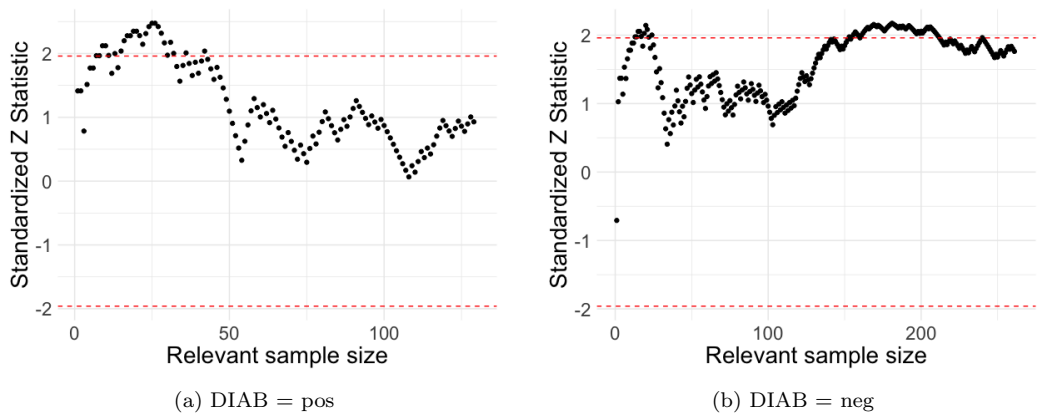 Standardized Z Statistic
2
1
0
-1
-2
0
50
100
Relevant sample size
(a) DIAB = pos
Standardized Z Statistic
2
1
0
-1
-2
0
100
200
Relevant sample size
(b) DIAB = neg